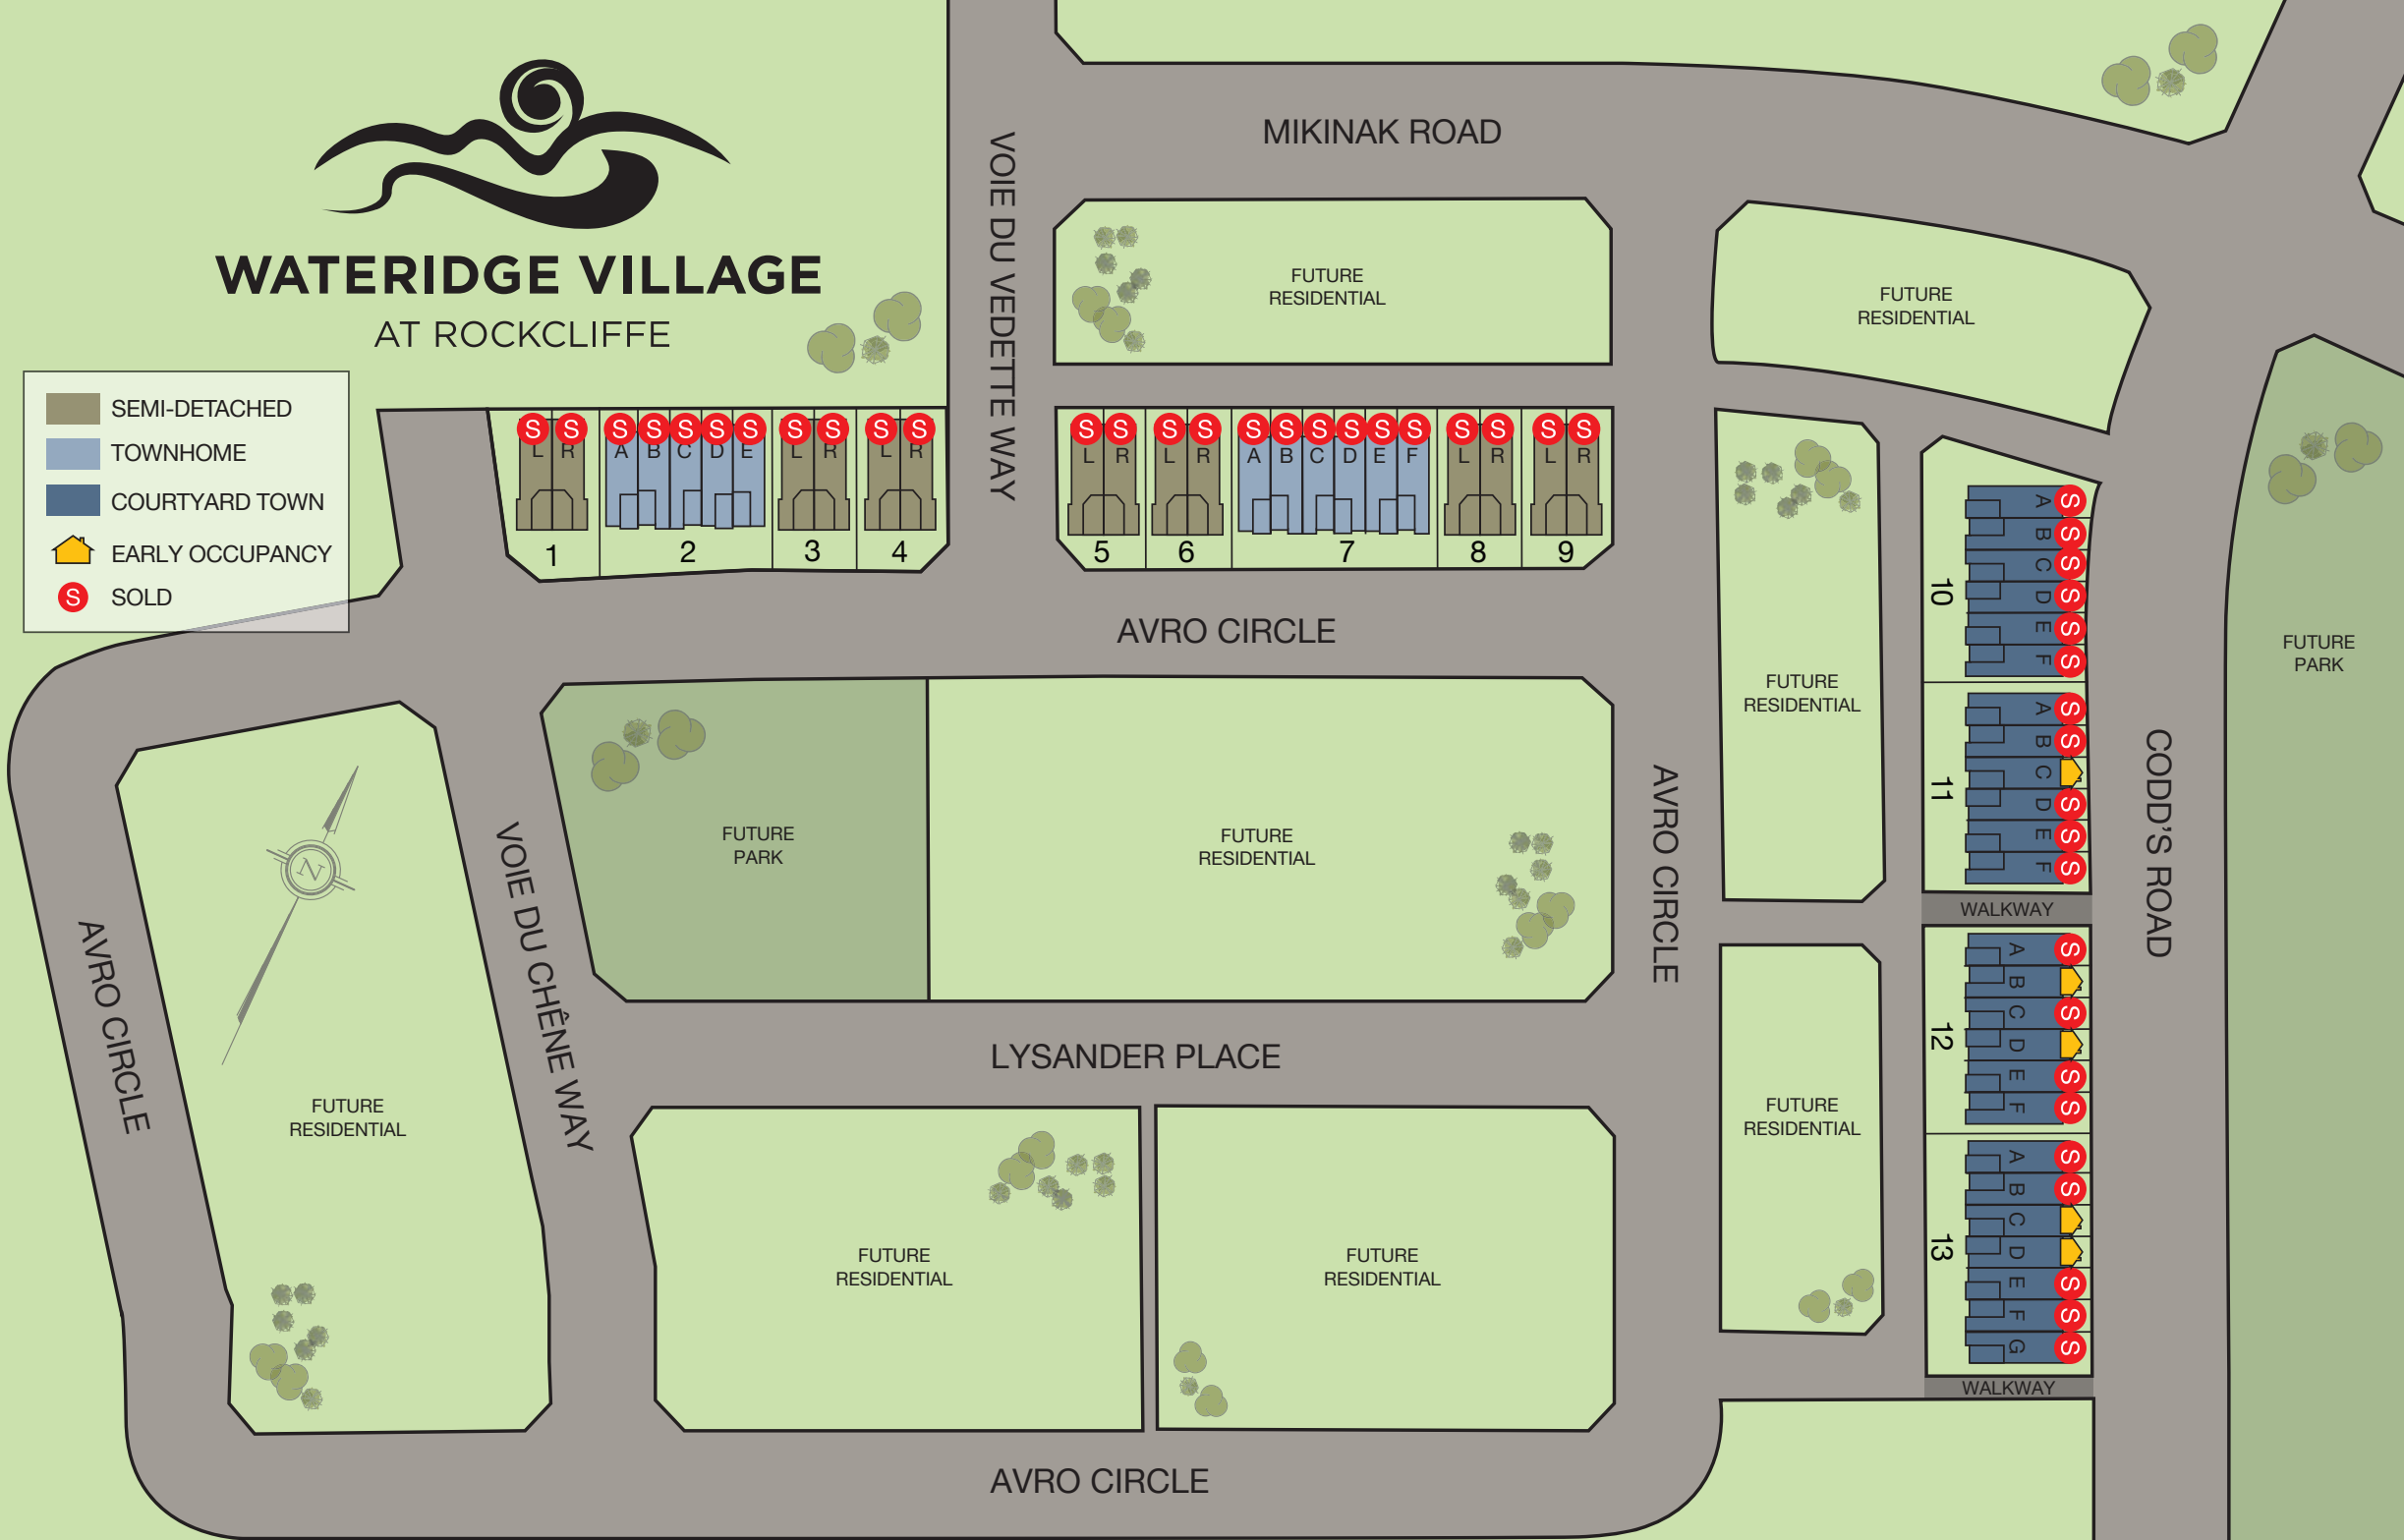 WATERIDGE VILLAGE
AT ROCKCLIFFE
SEMI-DETACHED
TOWNHOME
COURTYARD TOWN
EARLY OCCUPANCY
S SOLD
MIKINAK ROAD
VOIE DU VEDETTE WAY
FUTURE
RESIDENTIAL
FUTURE
RESIDENTIAL
S S S S S S S S S S S
L R A B C D E L R L R
1 2 3 4
S S S S S S S S S S S S S S
L R L R A B C D E F L R L R
5 6 7 8 9
AVRO CIRCLE
FUTURE
RESIDENTIAL
10
A S
B S
C S
D S
E S
F S
11
A S
B S
C
D S
E S
F S
WALKWAY
12
A S
B
C S
D
E S
F S
13
A S
B S
C
D
E S
F S
G S
WALKWAY
CODD'S ROAD
FUTURE
PARK
FUTURE
PARK
FUTURE
RESIDENTIAL
AVRO CIRCLE
N
VOIE DU CHÊNE WAY
AVRO CIRCLE
FUTURE
RESIDENTIAL
LYSANDER PLACE
FUTURE
RESIDENTIAL
FUTURE
RESIDENTIAL
FUTURE
RESIDENTIAL
AVRO CIRCLE